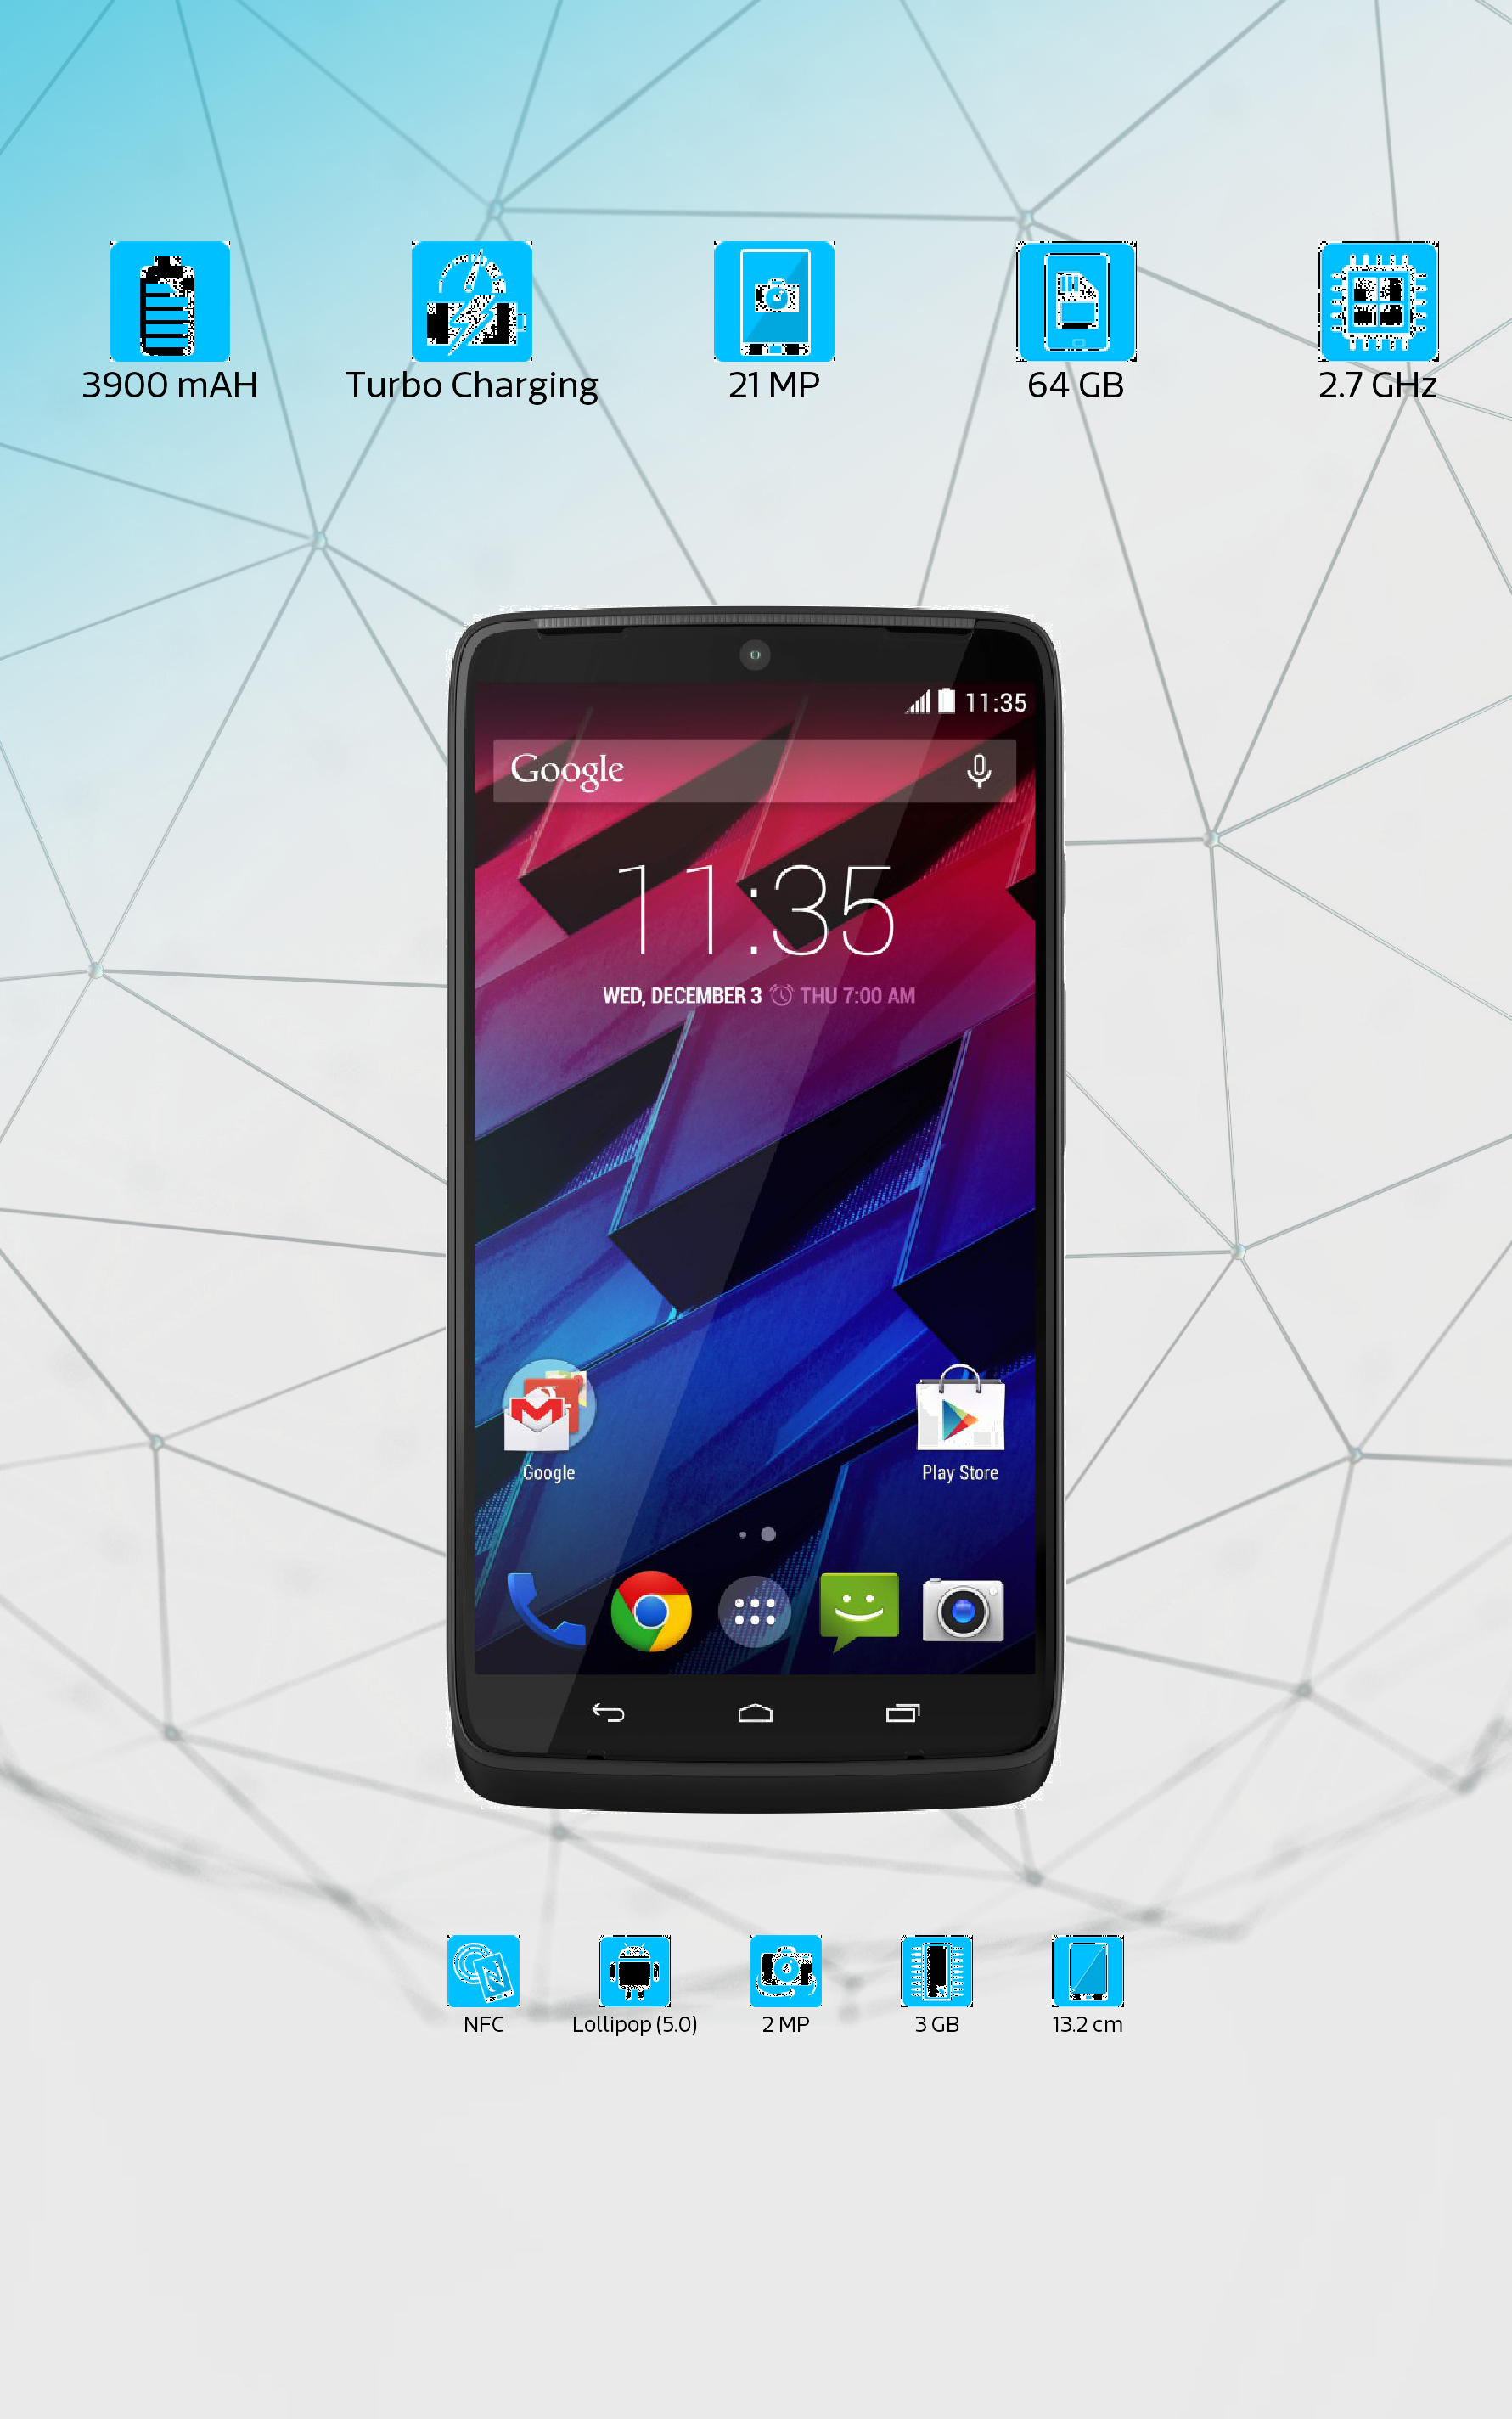 3900 mAH
Turbo Charging
21 MP
64 GB
2.7 GHz
11:35
Google
11:35
WED, DECEMBER 3 THU 7:00 AM
Google
Play Store
NFC
Lollipop (5.0)
2 MP
3 GB
13.2 cm